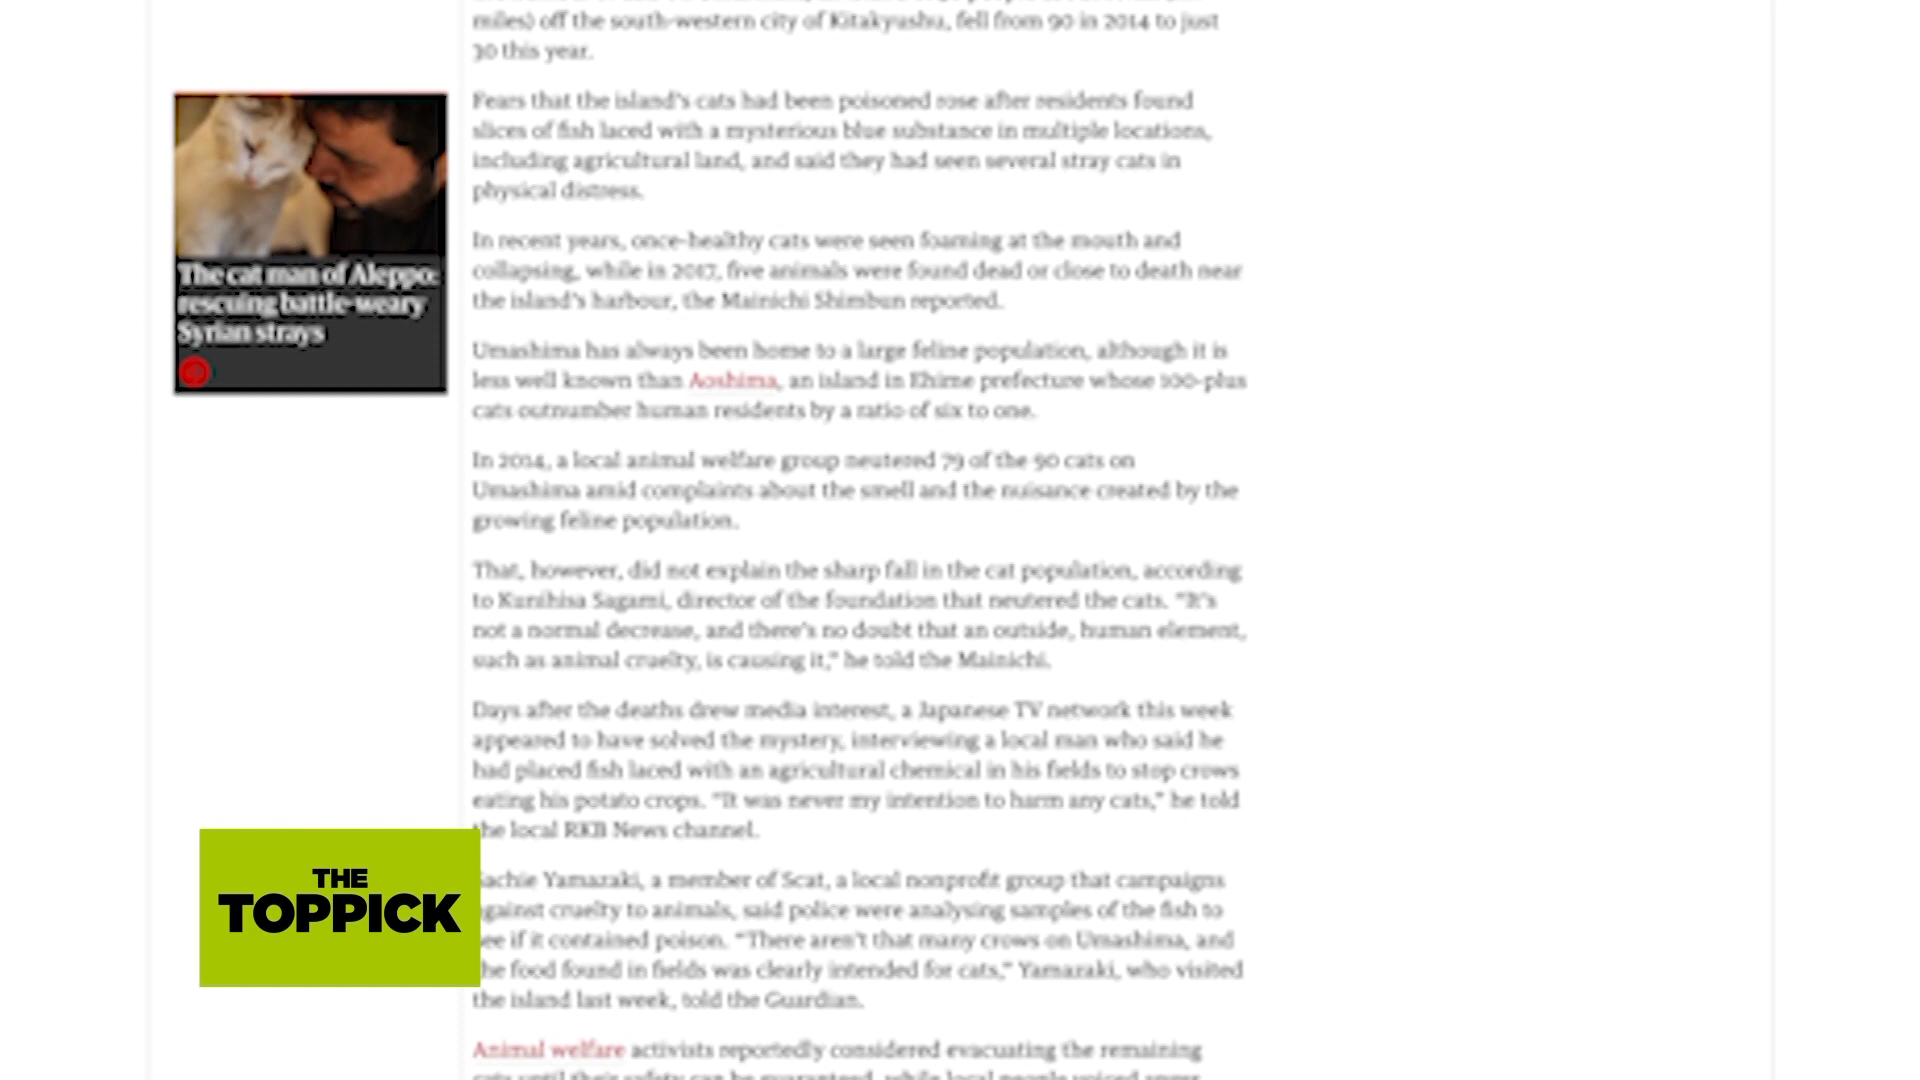 miles) off the south-western city of Kitakyushu, fell from 90 in 2014 to just
30 this year.
Fears that the island's cats had been poisoned rose after residents found
slices of fish laced with a mysterious blue substance in multiple locations,
including agricultural land, and said they had seen several stray cats in
physical distress.
In recent years, once-healthy cats were seen foaming at the mouth and
collapsing, while in 2017, five animals were found dead or close to death near
the island's harbour, the Mainichi Shimbun reported.
Umashima has always been home to a large feline population, although it is
less well known than Aoshima, an island in Ehime prefecture whose 100-plus
cats outnumber human residents by a ratio of six to one.
In 2014, a local animal welfare group neutered 79 of the 90 cats on
Umashima amid complaints about the smell and the nuisance created by the
growing feline population.
That, however, did not explain the sharp fall in the cat population, according
to Kunihisa Sagami, director of the foundation that neutered the cats. "It's
not a normal decrease, and there's no doubt that an outside, human element,
such as animal cruelty, is causing it," he told the Mainichi.
Days after the deaths drew media interest, a Japanese TV network this week
appeared to have solved the mystery, interviewing a local man who said he
had placed fish laced with an agricultural chemical in his fields to stop crows
eating his potato crops. "It was never my intention to harm any cats," he told
the local RKB News channel.
achie Yamazaki, a member of Scat, a local nonprofit group that campaigns
gainst cruelty to animals, said police were analysing samples of the fish to
ee if it contained poison. "There aren't that many crows on Umashima, and
he food found in fields was clearly intended for cats," Yamazaki, who visited
the island last week, told the Guardian.
Animal welfare activists reportedly considered evacuating the remaining
The cat man of Aleppo:
rescuing battle-weary
Syrian strays
THE
TOPPICK